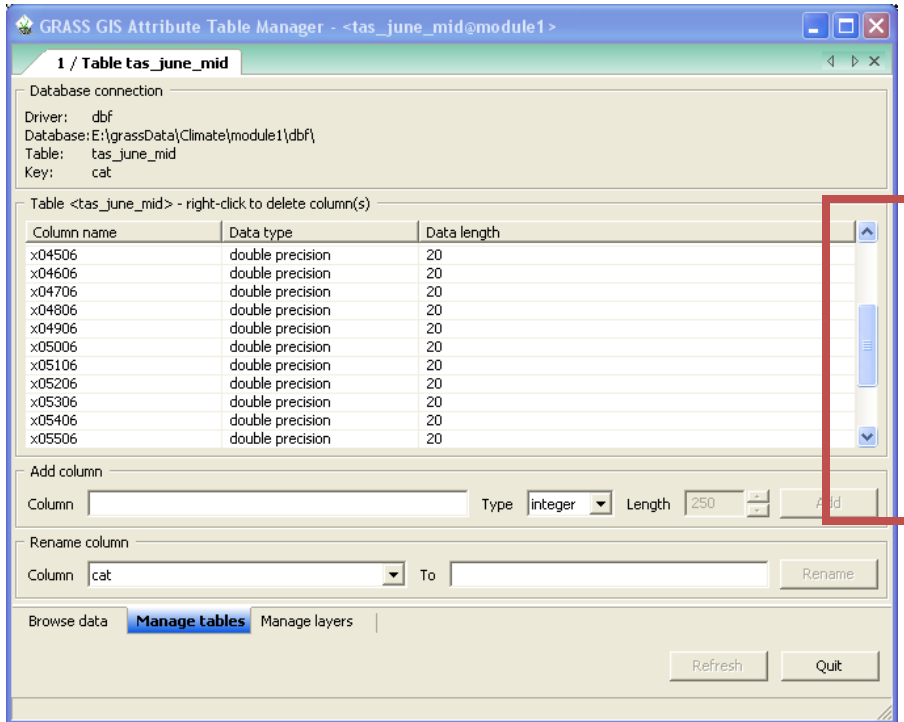 GRASS GIS Attribute Table Manager - <tas_june_mid@module1>
1 / Table tas_june_mid
Database connection
Driver: dbf
Database: E:\grassData\Climate\module1\dbf\
Table: tas_june_mid
Key: cat
Table <tas_june_mid> - right-click to delete column(s)
Column name Data type Data length
x04506 double precision 20
x04606 double precision 20
x04706 double precision 20
x04806 double precision 20
x04906 double precision 20
x05006 double precision 20
x05106 double precision 20
x05206 double precision 20
x05306 double precision 20
x05406 double precision 20
x05506 double precision 20
Add column
Column Type integer Length 250 Add
Rename column
Column cat To Rename
Browse data Manage tables Manage layers
Refresh Quit